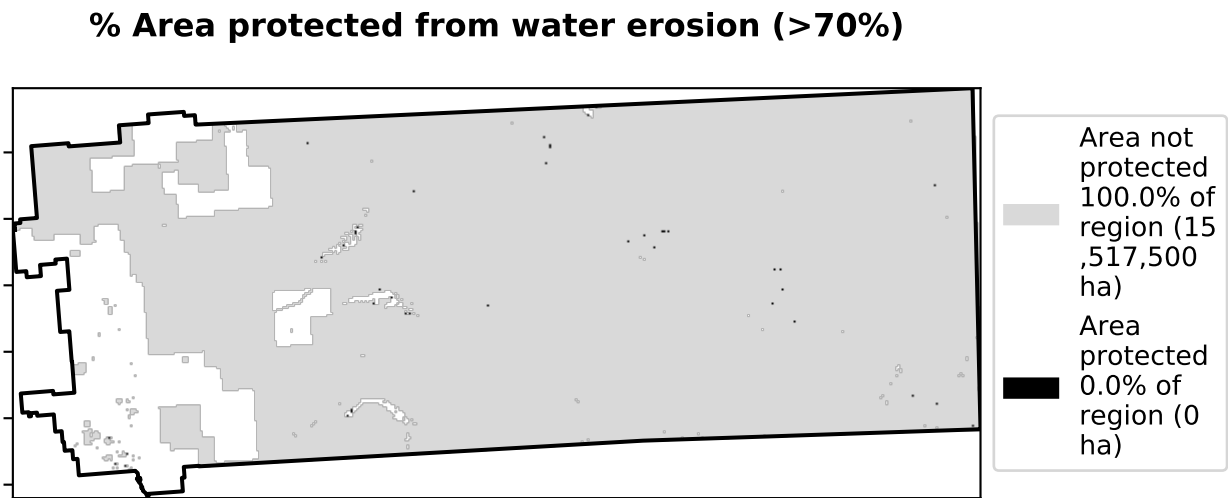 % Area protected from water erosion (>70%)
Area not
protected
100.0% of
region (15
,517,500
ha)
Area
protected
0.0% of
region (0
ha)